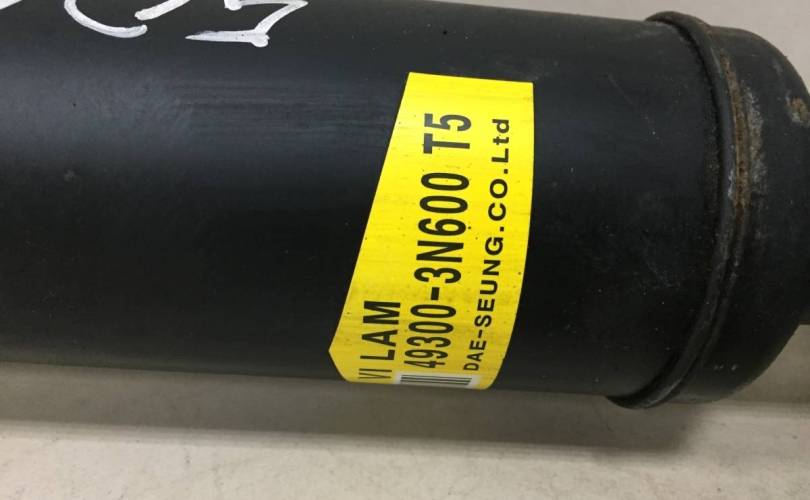 VI LAM
49300-3N600 T5
DAE-SEUNG.CO.Ltd